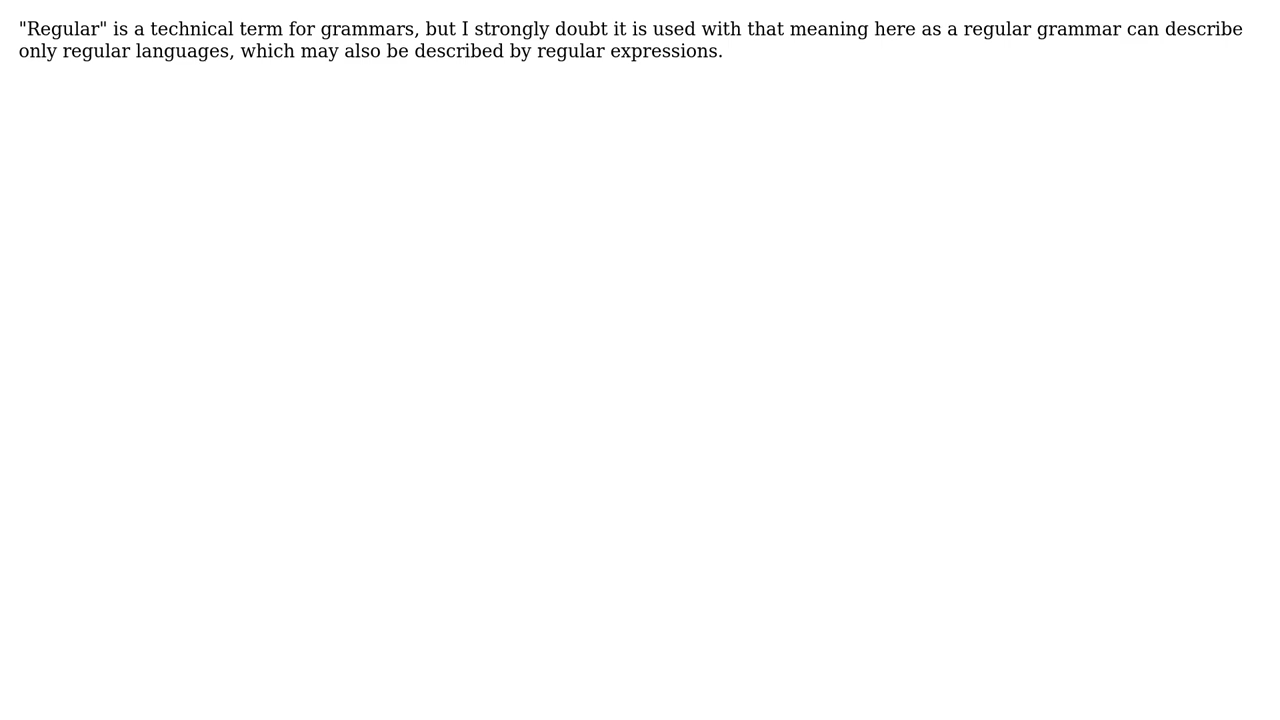 "Regular" is a technical term for grammars, but I strongly doubt it is used with that meaning here as a regular grammar can describe
only regular languages, which may also be described by regular expressions.